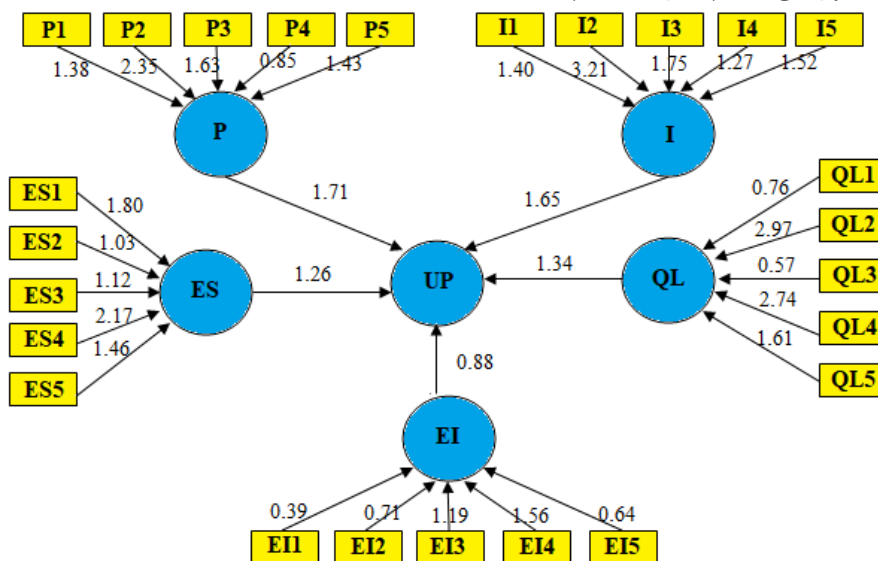 P1 P2 P3 P4 P5
I1 I2 I3 I4 I5
1.38 2.35 1.63 0.85 1.43
1.40 3.21 1.75 1.27 1.52
P
I
ES1
ES2
ES3
ES4
ES5
1.80
1.03
1.12
2.17
1.46
ES
1.71
1.65
1.26
UP
1.34
QL
0.76
2.97
0.57
2.74
1.61
QL1
QL2
QL3
QL4
QL5
0.88
EI
0.39 0.71 1.19 1.56 0.64
EI1 EI2 EI3 EI4 EI5